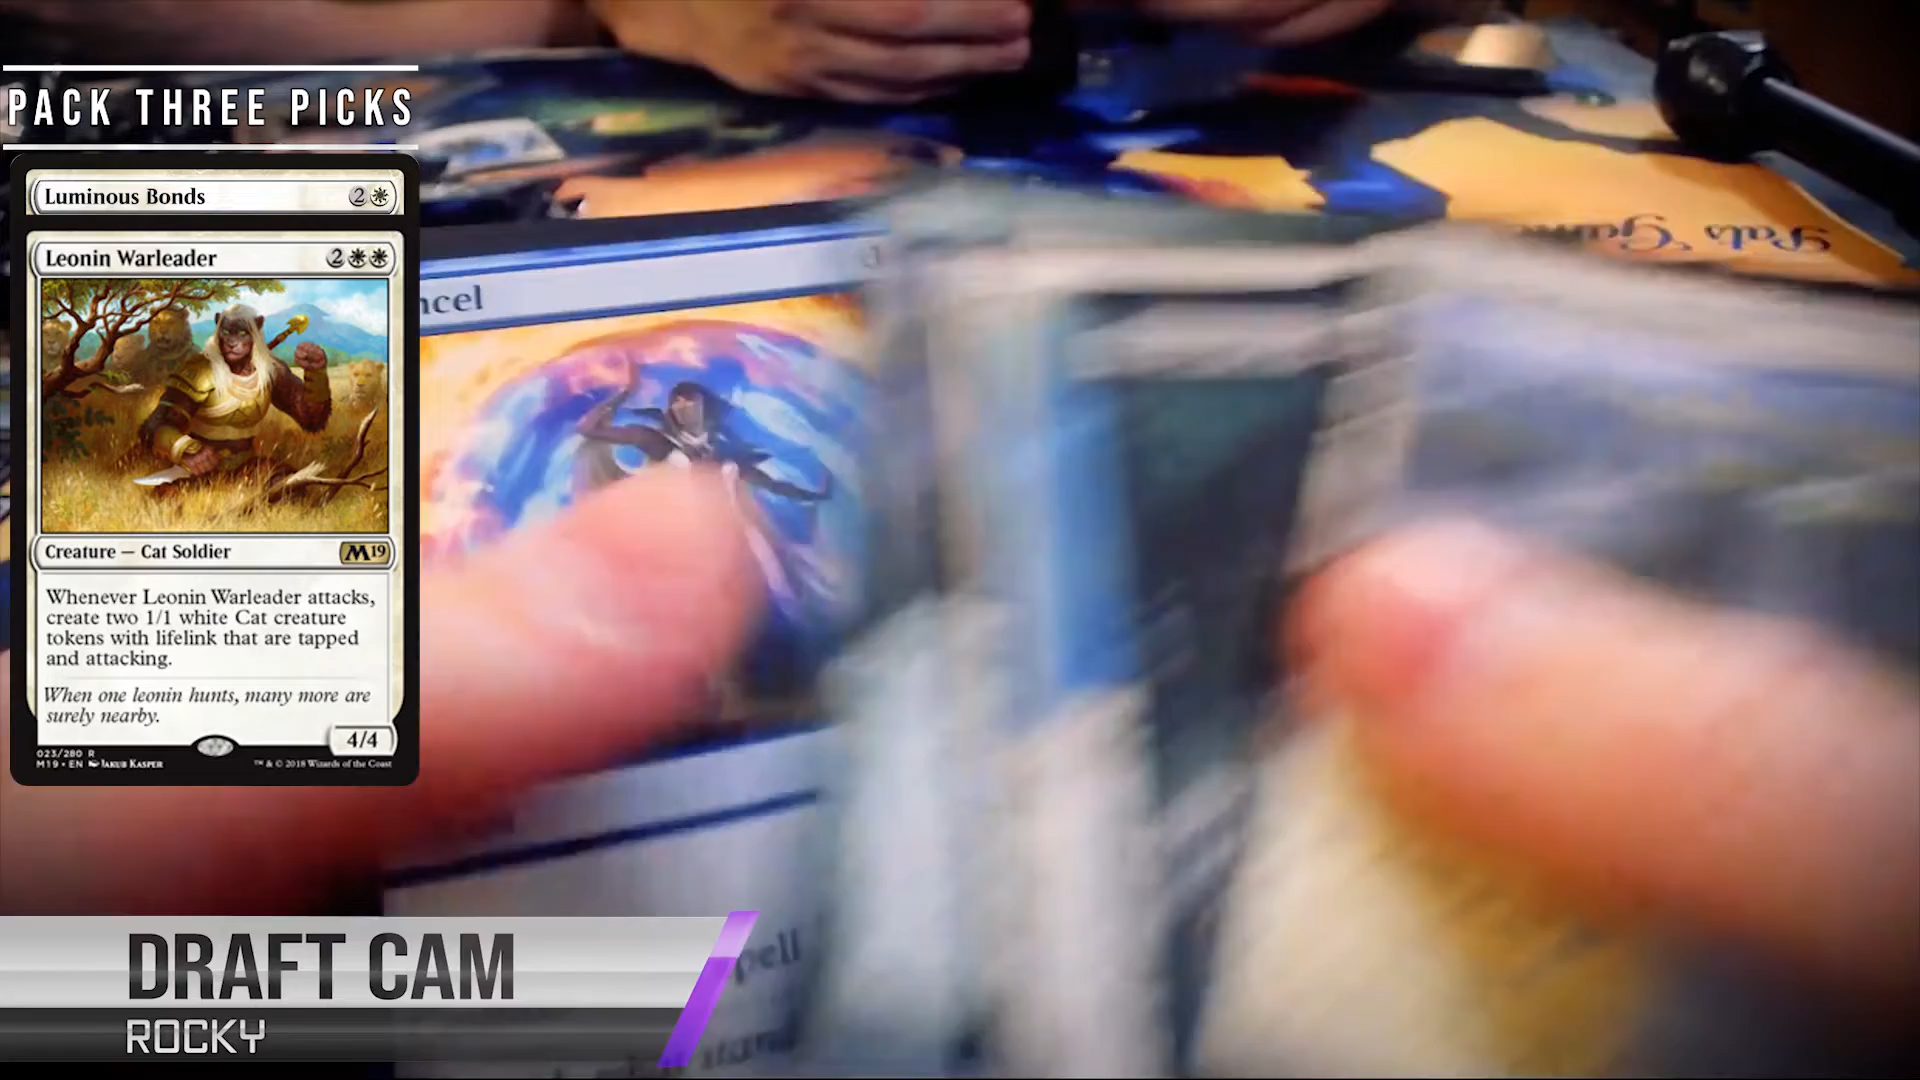 PACK THREE PICKS
Luminous Bonds 2
Leonin Warleader 2
Creature — Cat Soldier M19
Whenever Leonin Warleader attacks,
create two 1/1 white Cat creature
tokens with lifelink that are tapped
and attacking.
When one leonin hunts, many more are
surely nearby.
4/4
023/280 R
M19 • EN Jakub Kasper
™ & © 2018 Wizards of the Coast
ncel
pell
DRAFT CAM
ROCKY